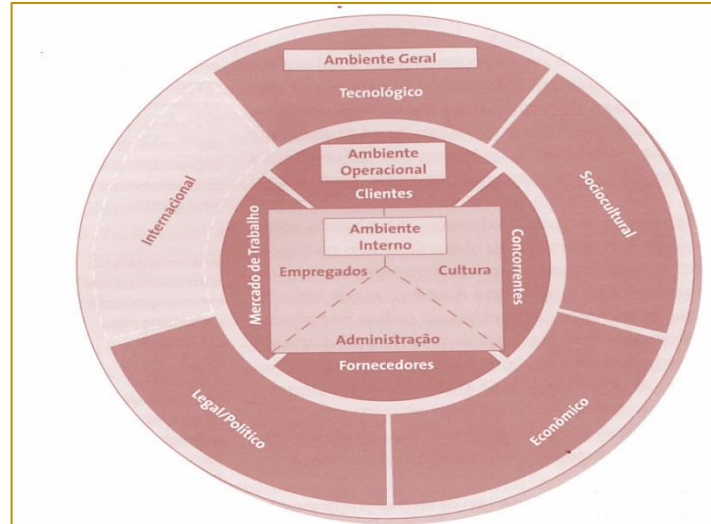 Ambiente Geral
Tecnológico
Internacional
Sociocultural
Ambiente
Operacional
Clientes
Mercado de Trabalho
Concorrentes
Ambiente
Interno
Empregados
Cultura
Administração
Fornecedores
Legal/Político
Econômico